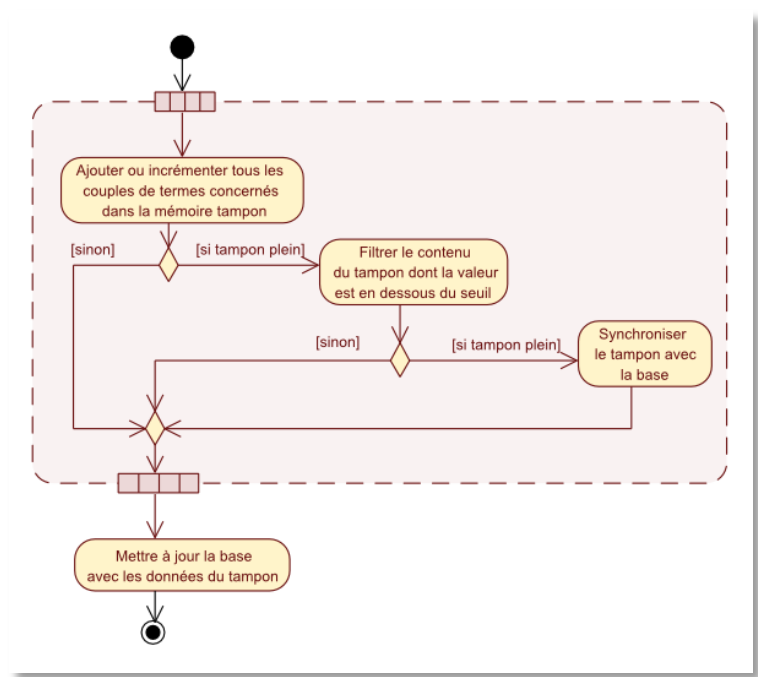 Ajouter ou incrémenter tous les
couples de termes concernés
dans la mémoire tampon
[sinon]
[si tampon plein]
Filtrer le contenu
du tampon dont la valeur
est en dessous du seuil
[sinon]
[si tampon plein]
Synchroniser
le tampon avec
la base
Mettre à jour la base
avec les données du tampon